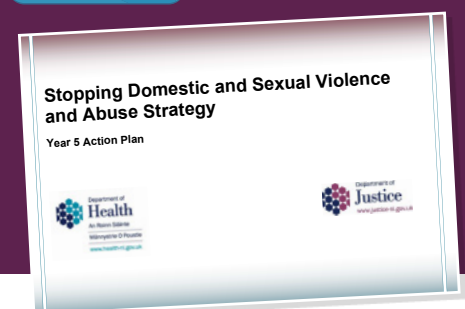 Stopping Domestic and Sexual Violence
and Abuse Strategy
Year 5 Action Plan
Department of
Health
An Roinn Sláinte
Männystrie O Poustie
www.health-ni.gov.uk
Department of
Justice
www.justice-ni.gov.uk